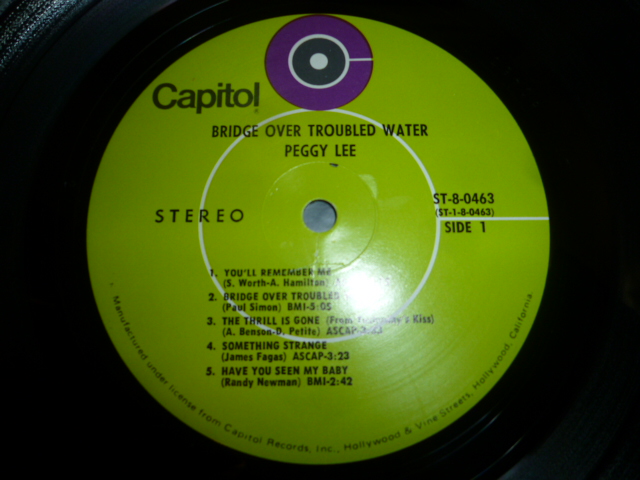 Capitol
BRIDGE OVER TROUBLED WATER
PEGGY LEE
STEREO
ST-8-0463
(ST-1-8-0463)
SIDE 1
1. YOU'LL REMEMBER ME
(S. Worth-A. Hamilton)
2. BRIDGE OVER TROUBLED
(Paul Simon) BMI-5:05
3. THE THRILL IS GONE (From Kiss)
(A. Benson-D. Petite) ASCAP
4. SOMETHING STRANGE
(James Fagas) ASCAP-3:23
5. HAVE YOU SEEN MY BABY
(Randy Newman) BMI-2:42
Manufactured under license from Capitol Records, Inc., Hollywood & Vine Streets, Hollywood, California